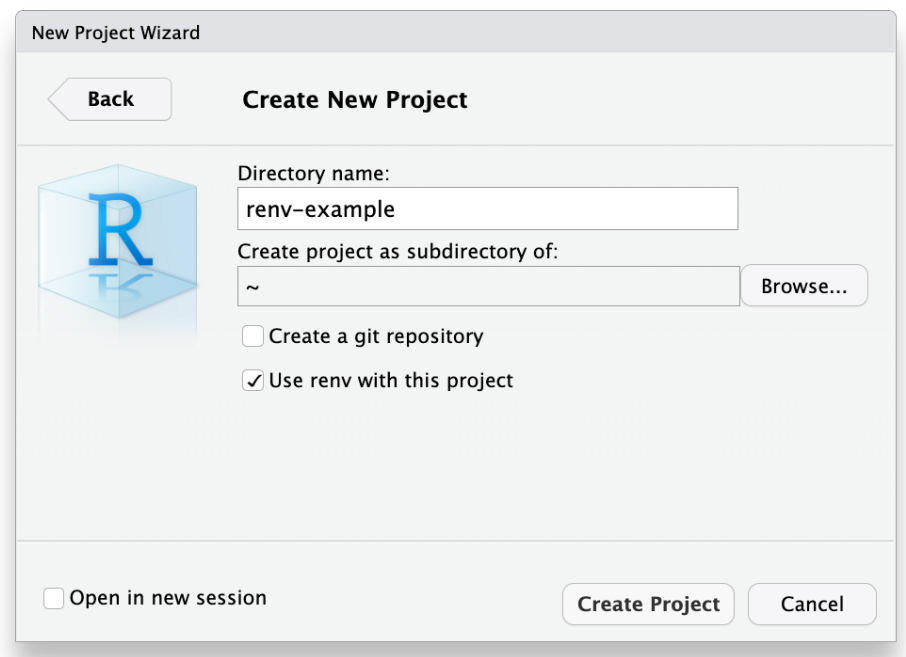 New Project Wizard
Back
Create New Project
R
Directory name:
renv-example
Create project as subdirectory of:
~
Browse...
Create a git repository
Use renv with this project
Open in new session
Create Project
Cancel